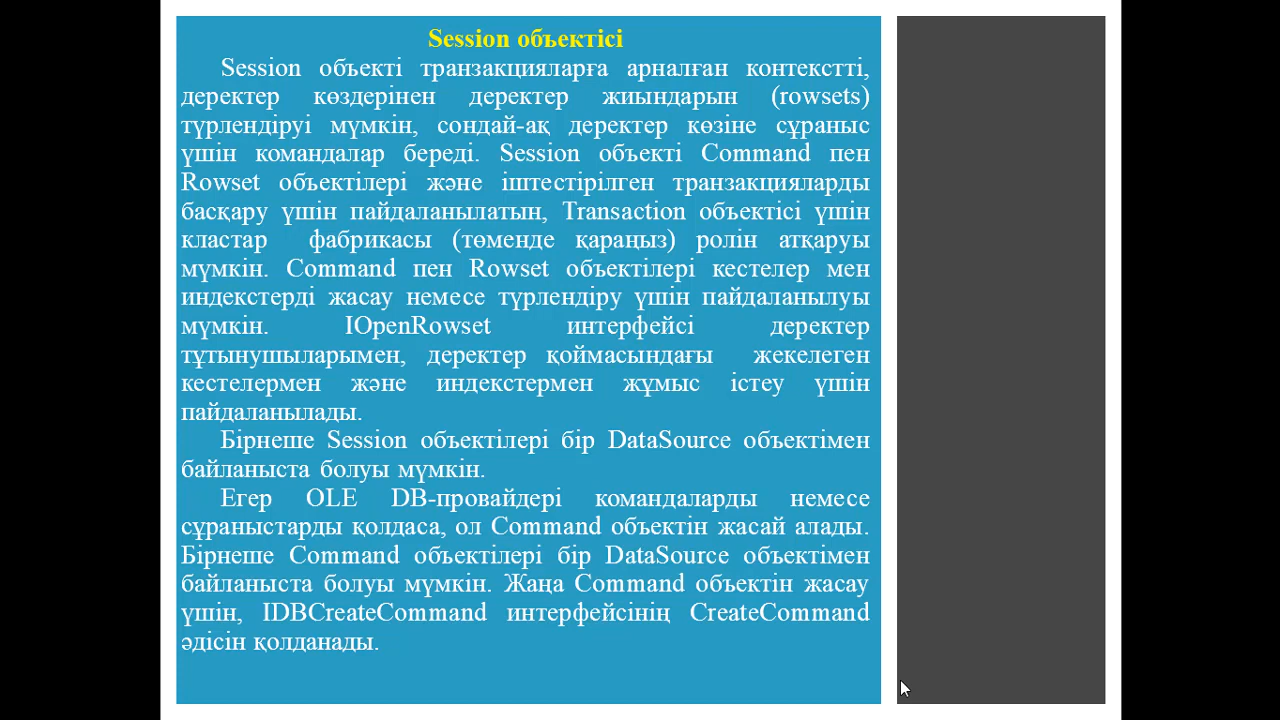 Session объектісі
Session объекті транзакцияларға арналған контекстті,
деректер көздерінен деректер жиындарын (rowsets)
түрлендіруі мүмкін, сондай-ақ деректер көзіне сұраныс
үшін командалар береді. Session объекті Command пен
Rowset объектілері және іштестірілген транзакцияларды
басқару үшін пайдаланылатын, Transaction объектісі үшін
кластар фабрикасы (төменде қараңыз) ролін атқаруы
мүмкін. Command пен Rowset объектілері кестелер мен
индекстерді жасау немесе түрлендіру үшін пайдаланылуы
мүмкін. IOpenRowset интерфейсі деректер
тұтынушыларымен, деректер қоймасындағы жекелеген
кестелермен және индекстермен жұмыс істеу үшін
пайдаланылады.
Бірнеше Session объектілері бір DataSource объектімен
байланыста болуы мүмкін.
Егер OLE DB-провайдері командаларды немесе
сұраныстарды қолдаса, ол Command объектін жасай алады.
Бірнеше Command объектілері бір DataSource объектімен
байланыста болуы мүмкін. Жаңа Command объектін жасау
үшін, IDBCreateCommand интерфейсінің CreateCommand
әдісін қолданады.